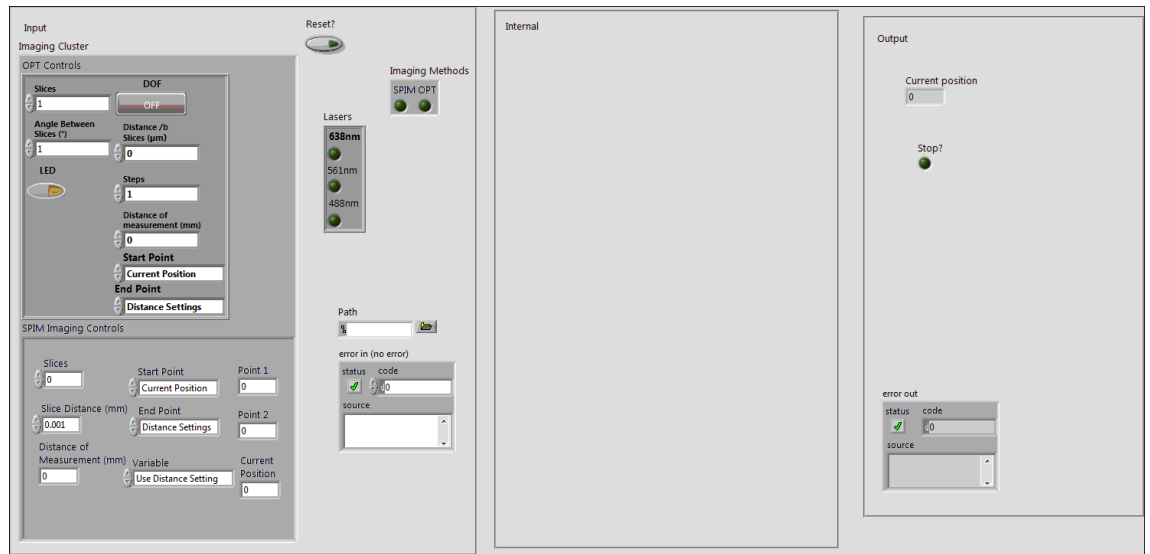 Input
Imaging Cluster
OPT Controls
Slices
1
DOF
OFF
Angle Between
Slices (°)
1
Distance /b
Slices (µm)
0
LED
Steps
1
Distance of
measurement (mm)
0
Start Point
Current Position
End Point
Distance Settings
SPIM Imaging Controls
Slices
0
Start Point
Current Position
Point 1
0
Slice Distance (mm)
0.001
End Point
Distance Settings
Point 2
0
Distance of
Measurement (mm)
0
Variable
Use Distance Setting
Current
Position
0
Reset?
Imaging Methods
SPIM OPT
Lasers
638nm
561nm
488nm
Path
error in (no error)
status code
0
source
Internal
Output
Current position
0
Stop?
error out
status code
0
source